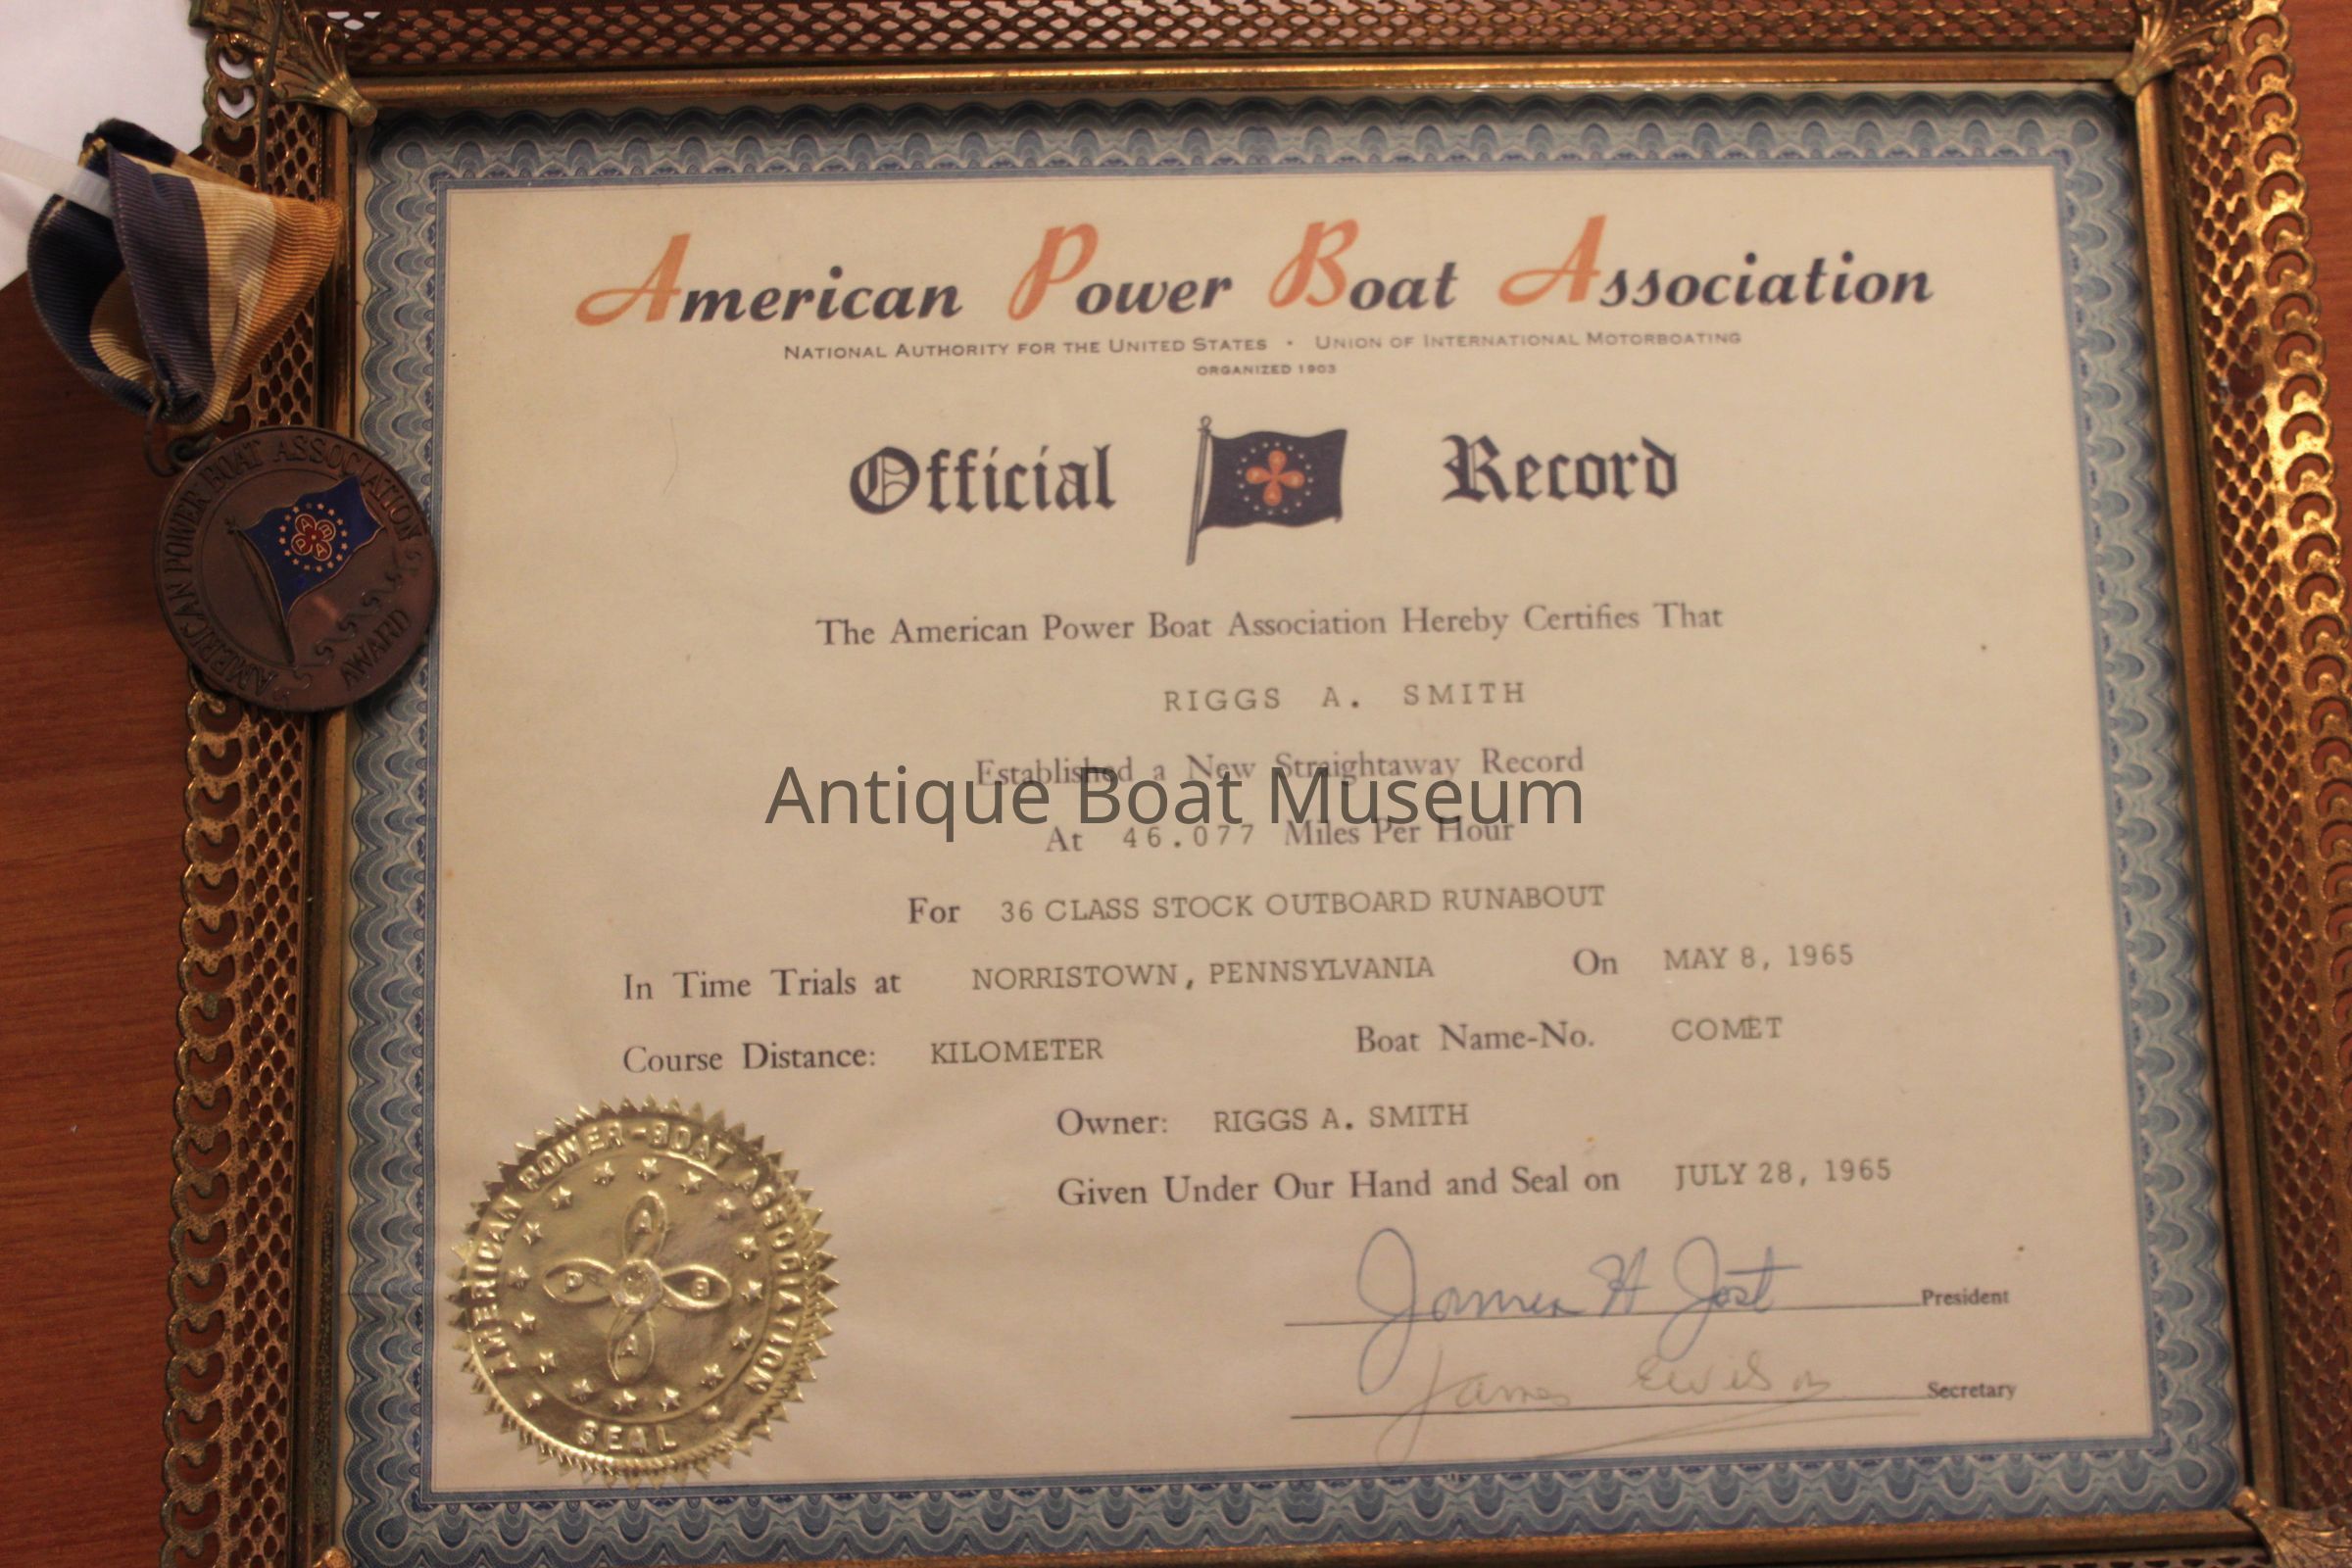 American Power Boat Association
NATIONAL AUTHORITY FOR THE UNITED STATES • UNION OF INTERNATIONAL MOTORBOATING
ORGANIZED 1903
Official Record
The American Power Boat Association Hereby Certifies That
RIGGS A. SMITH
Established a New Straightaway Record
Antique Boat Museum
At 46.077 Miles Per Hour
For 36 CLASS STOCK OUTBOARD RUNABOUT
In Time Trials at NORRISTOWN, PENNSYLVANIA On MAY 8, 1965
Course Distance: KILOMETER Boat Name-No. COMET
Owner: RIGGS A. SMITH
Given Under Our Hand and Seal on JULY 28, 1965
James H Jost President
James Secretary
AMERICAN POWER BOAT ASSOCIATION
A P B A
AWARD
AMERICAN POWER-BOAT ASSOCIATION
A P B A
SEAL